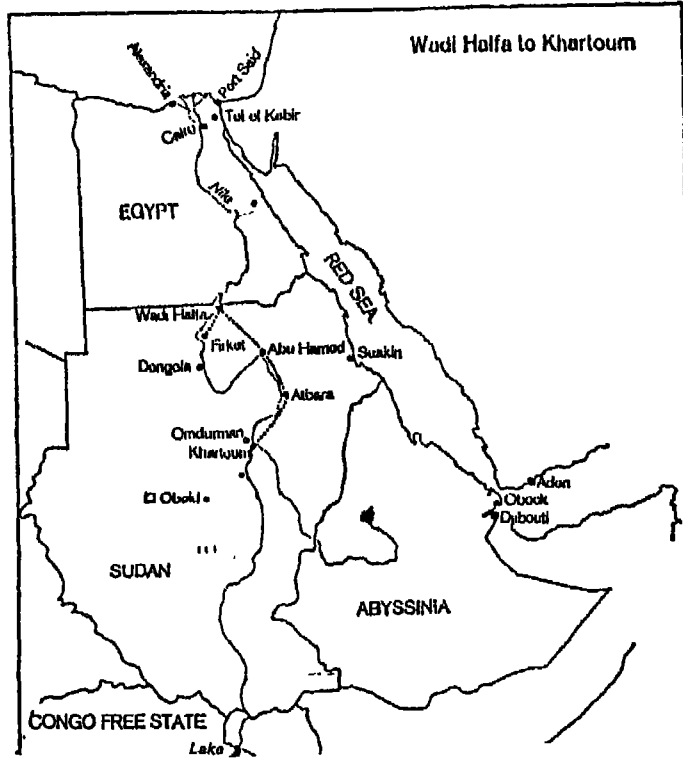 Wadi Halfa to Khartoum
Alexandria
Port Said
Tel el Kabir
Cairo
Nile
EGYPT
RED SEA
Wadi Halfa
Firket
Abu Hamed
Suakin
Dongola
Atbara
Omdurman
Khartoum
Aden
El Obeid
Obock
Djibouti
SUDAN
ABYSSINIA
CONGO FREE STATE
Lake